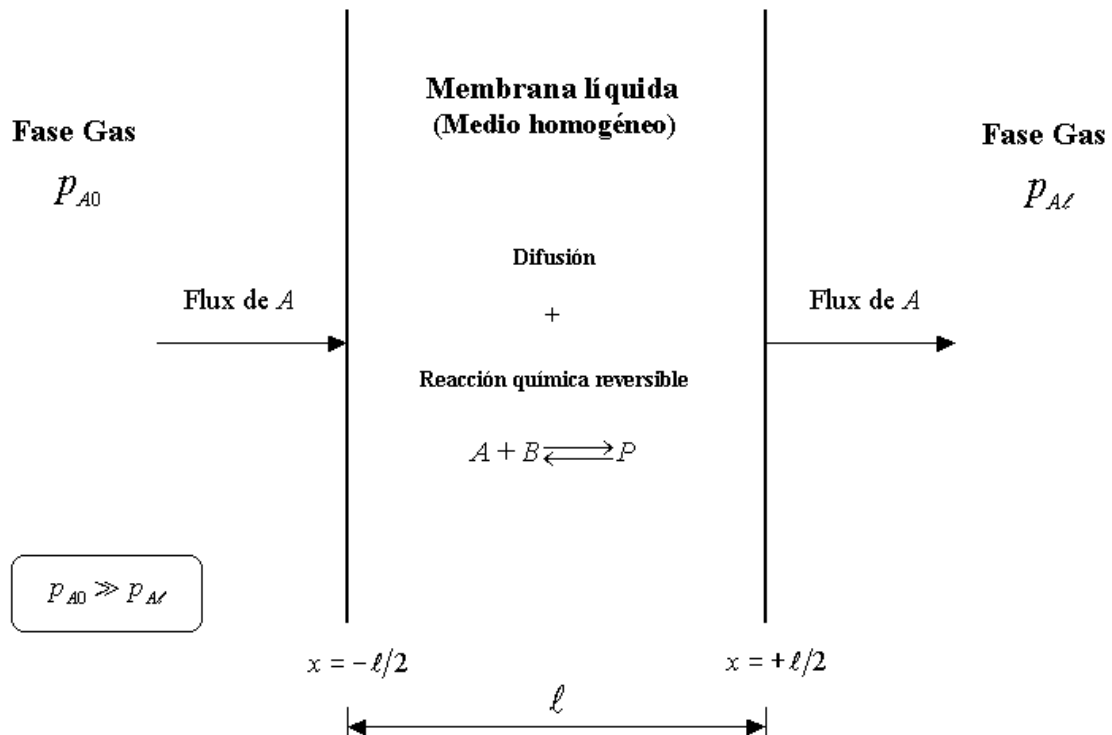 Membrana líquida
(Medio homogéneo)
Fase Gas
p_{A0}
Fase Gas
p_{Aℓ}
Difusión
+
Reacción química reversible
A + B ⇌ P
Flux de A
Flux de A
p_{A0} ≫ p_{Aℓ}
x = −ℓ/2
x = +ℓ/2
ℓ